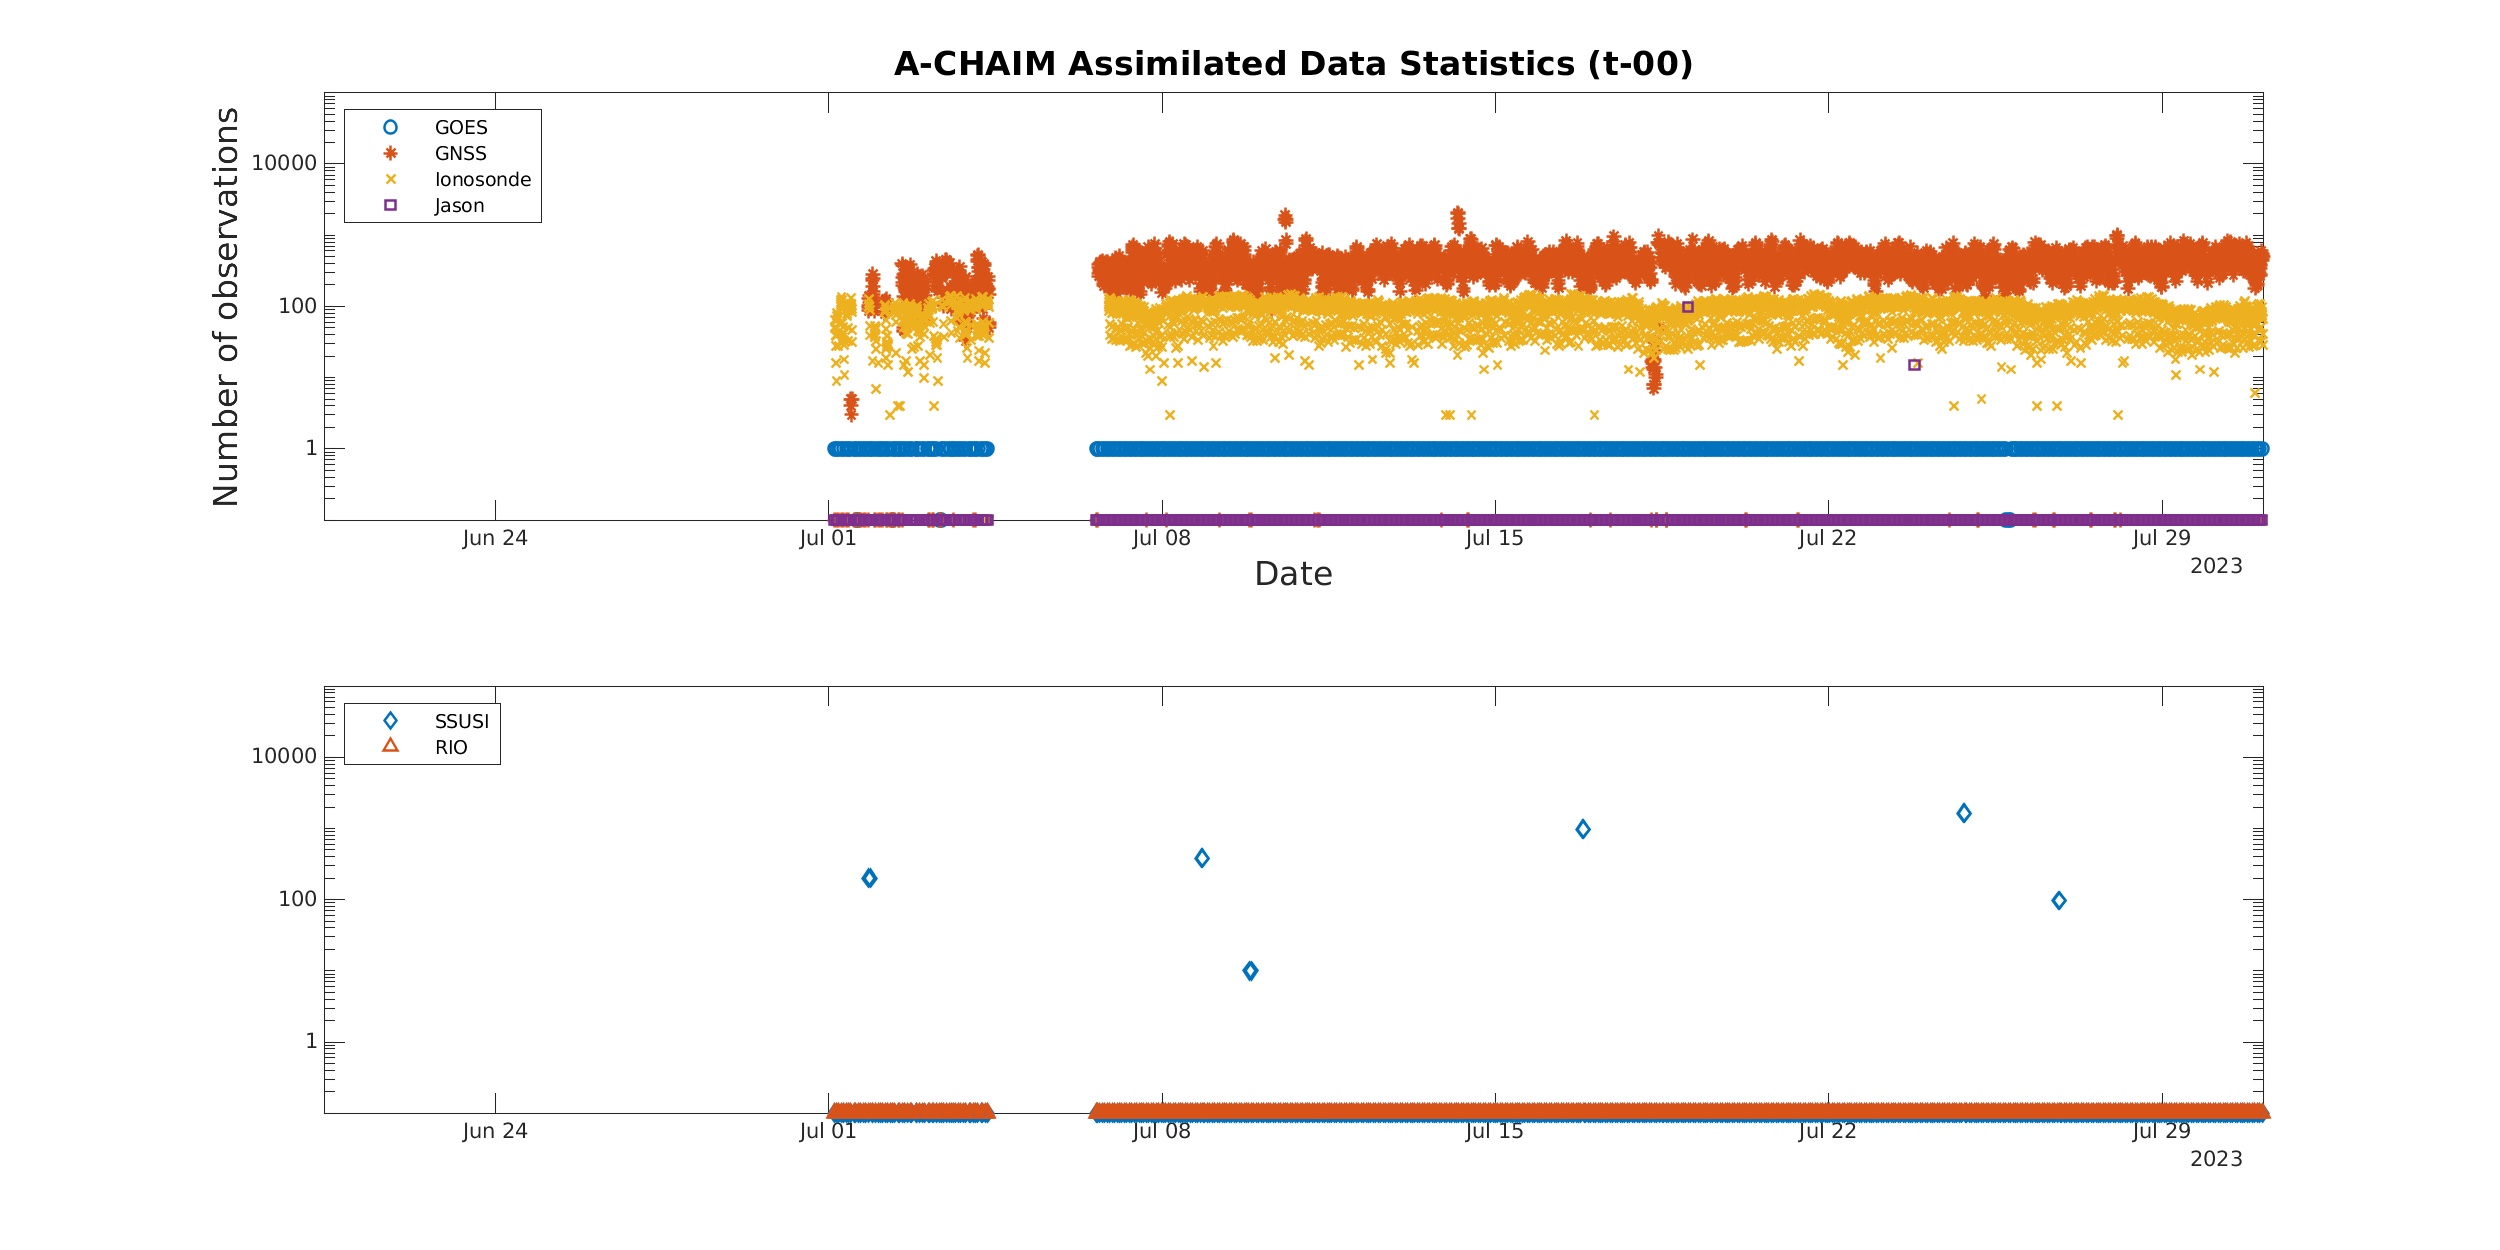 A-CHAIM Assimilated Data Statistics (t-00)
Number of observations
10000
100
1
GOES
GNSS
Ionosonde
Jason
Jun 24
Jul 01
Jul 08
Jul 15
Jul 22
Jul 29
2023
Date
10000
100
1
SSUSI
RIO
Jun 24
Jul 01
Jul 08
Jul 15
Jul 22
Jul 29
2023